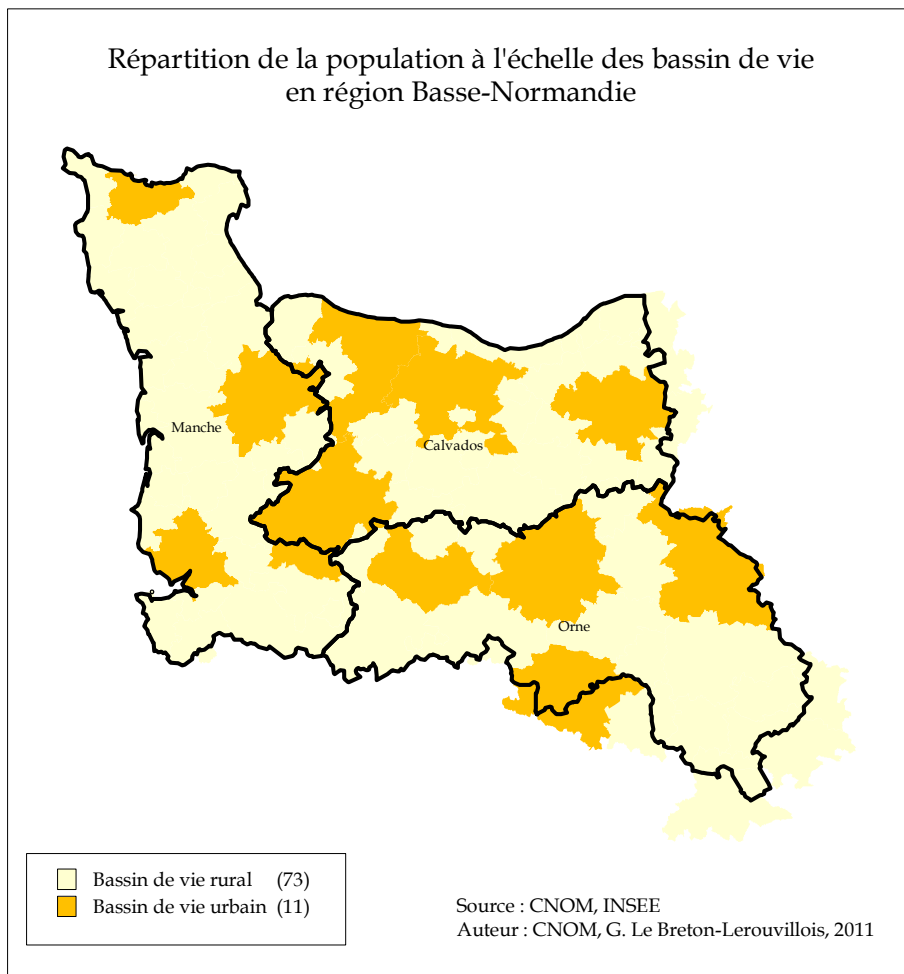 Répartition de la population à l'échelle des bassin de vie
en région Basse-Normandie
Manche
Calvados
Orne
Bassin de vie rural (73)
Bassin de vie urbain (11)
Source : CNOM, INSEE
Auteur : CNOM, G. Le Breton-Lerouvillois, 2011